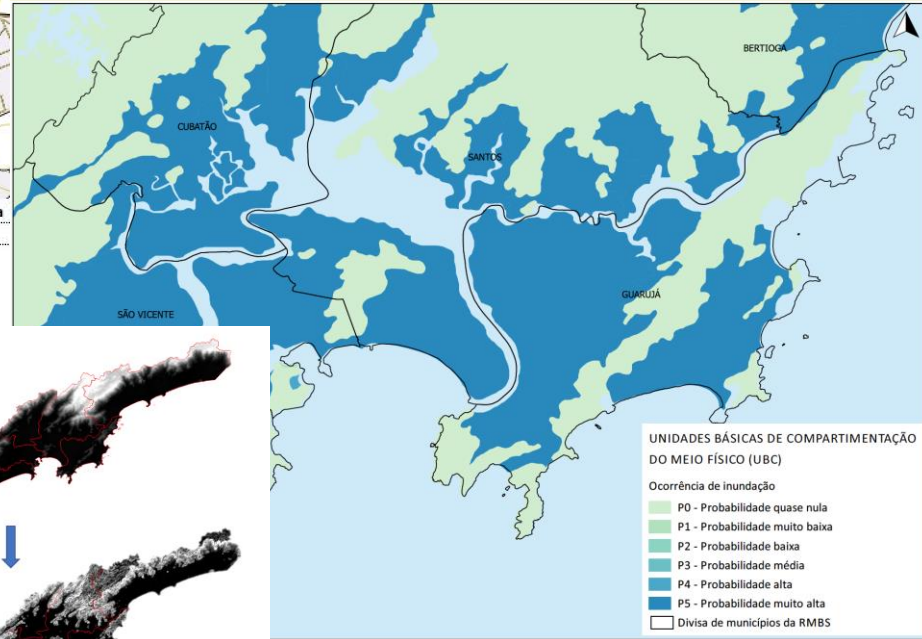 BERTIOGA
CUBATÃO
SANTOS
GUARUJÁ
SÃO VICENTE
UNIDADES BÁSICAS DE COMPARTIMENTAÇÃO
DO MEIO FÍSICO (UBC)
Ocorrência de inundação
P0 - Probabilidade quase nula
P1 - Probabilidade muito baixa
P2 - Probabilidade baixa
P3 - Probabilidade média
P4 - Probabilidade alta
P5 - Probabilidade muito alta
Divisa de municípios da RMBS